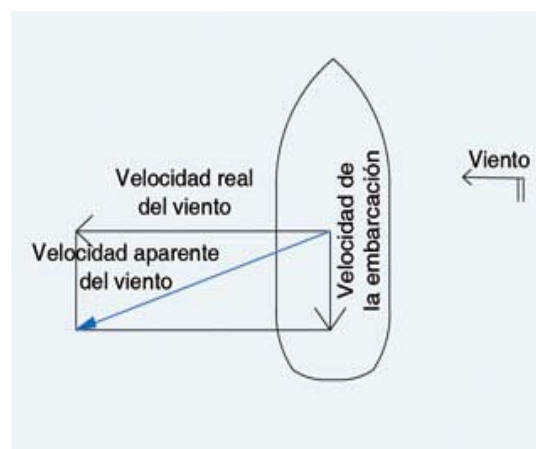 Velocidad real
del viento
Velocidad aparente
del viento
Velocidad de
la embarcación
Viento